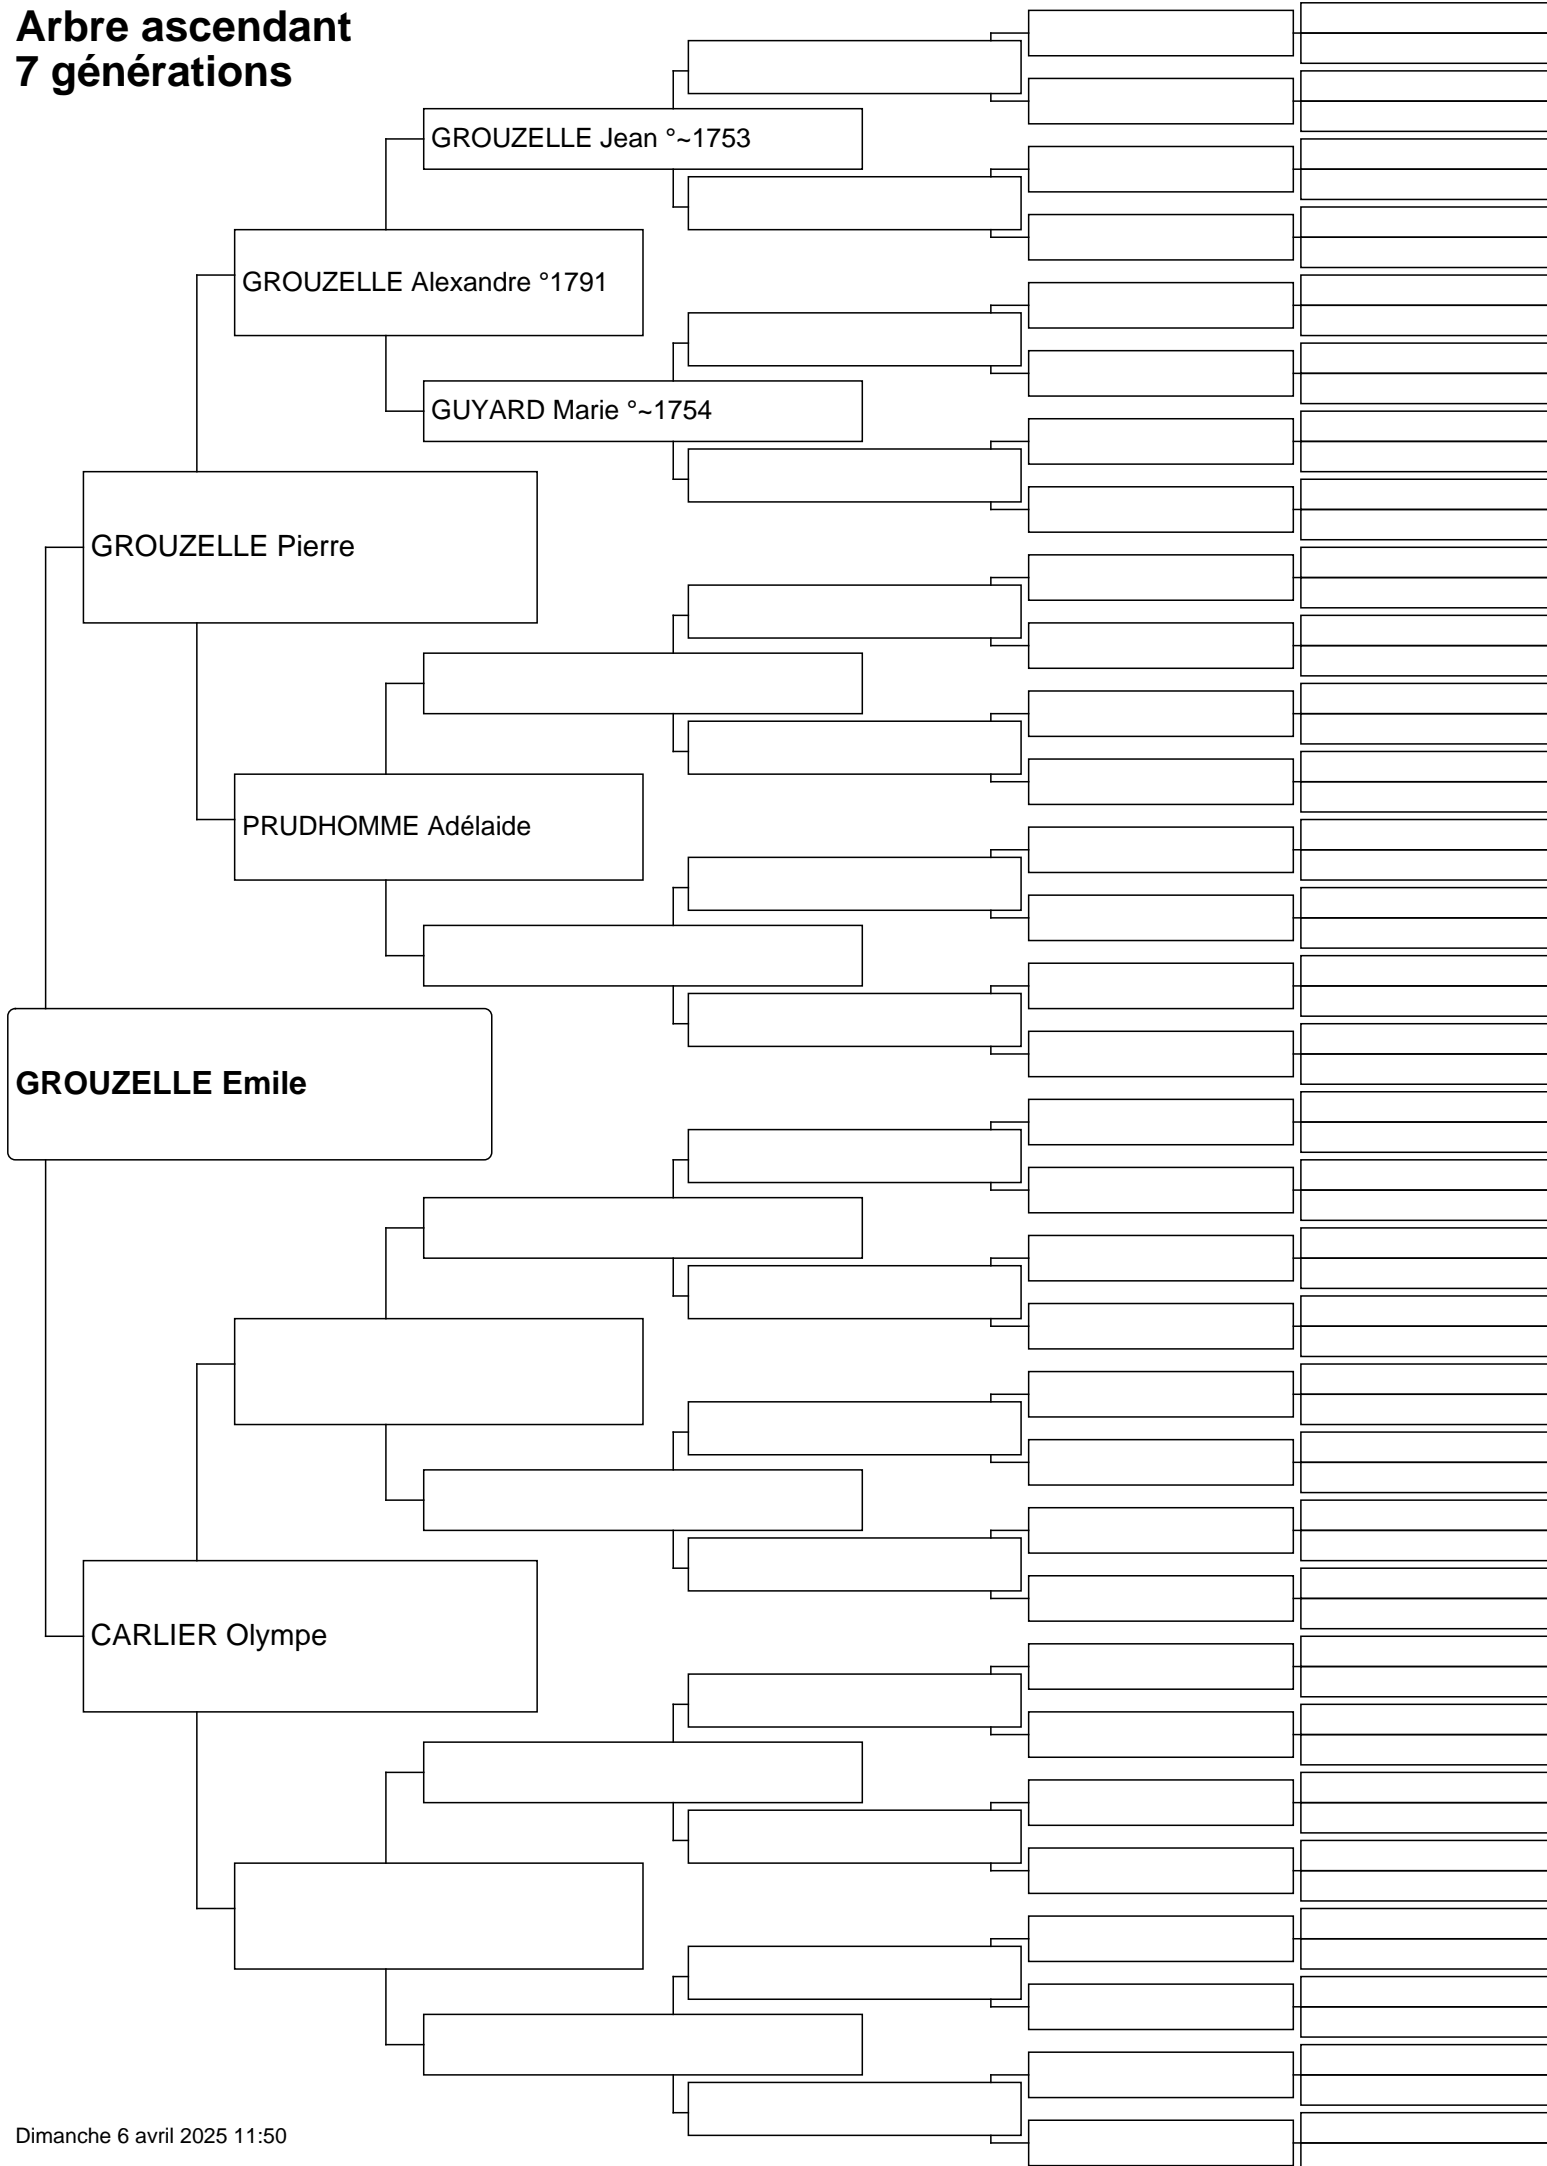 Arbre ascendant
7 générations
GROUZELLE Jean °~1753
GROUZELLE Alexandre °1791
GUYARD Marie °~1754
GROUZELLE Pierre
PRUDHOMME Adélaide
GROUZELLE Emile
CARLIER Olympe
Dimanche 6 avril 2025 11:50